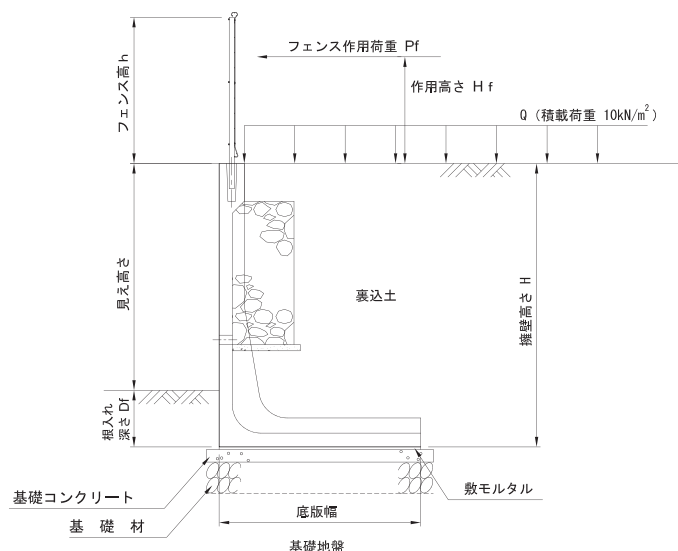 フェンス作用荷重 Pf
フェンス高h
作用高さ Hf
Q (積載荷重 10kN/m²)
見え高さ
裏込土
擁壁高さ H
根入れ
深さ Df
基礎コンクリート
敷モルタル
基礎材
底版幅
基礎地盤